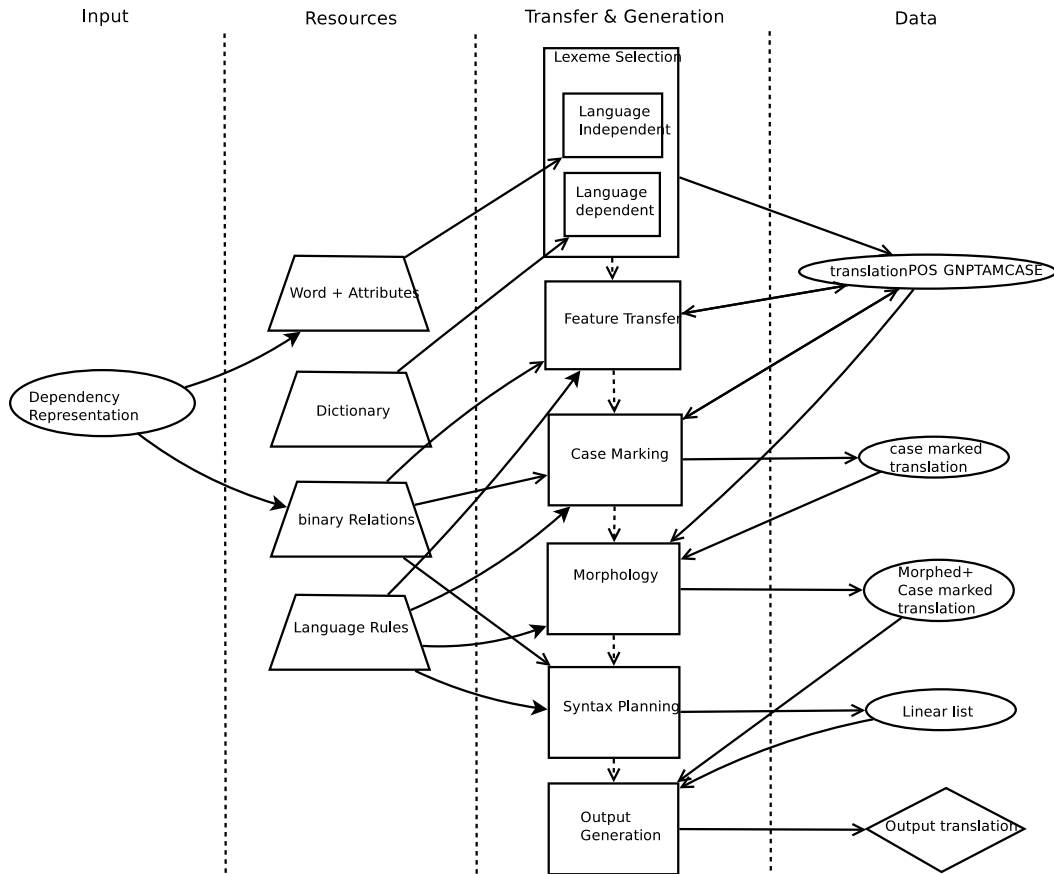 Input
Resources
Transfer & Generation
Data
Lexeme Selection
Language
Independent
Language
dependent
Word + Attributes
translationPOS GNPTAMCASE
Feature Transfer
Dependency
Representation
Dictionary
Case Marking
case marked
translation
binary Relations
Morphology
Morphed+
Case marked
translation
Language Rules
Syntax Planning
Linear list
Output
Generation
Output translation